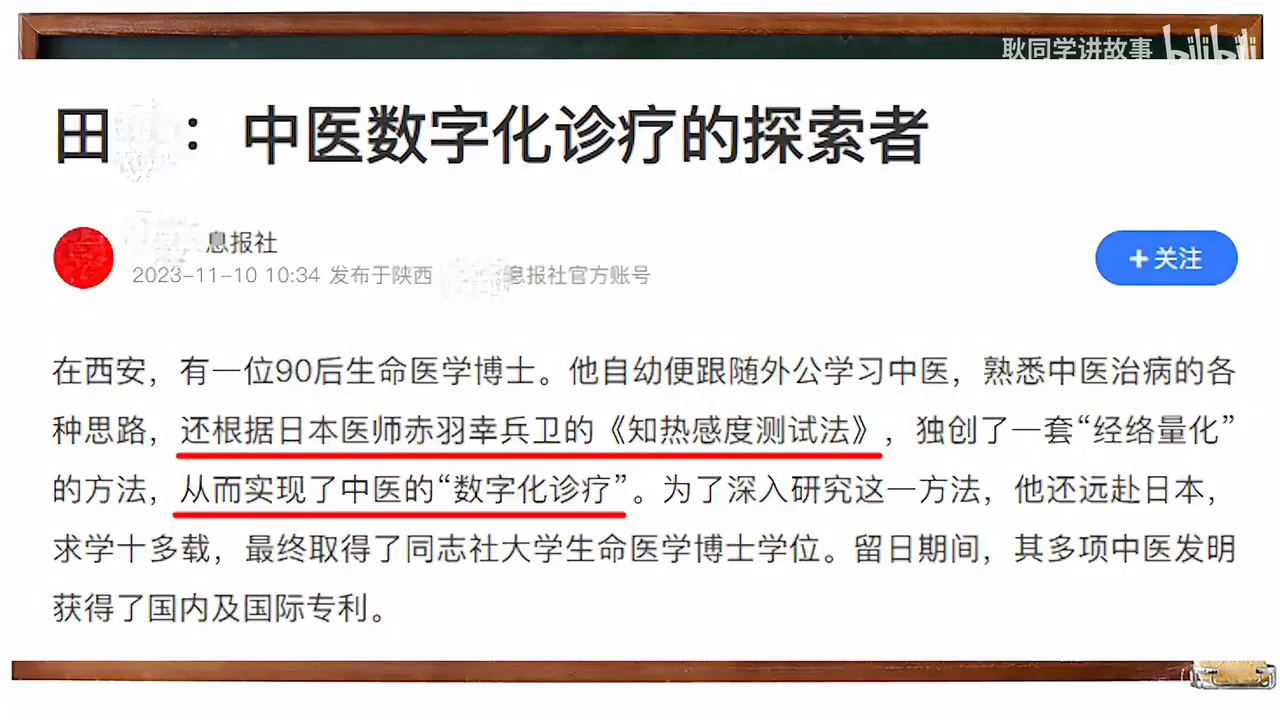 耿同学讲故事 bilibili
田 ：中医数字化诊疗的探索者
息报社
2023-11-10 10:34 发布于陕西 息报社官方账号
+关注
在西安，有一位90后生命医学博士。他自幼便跟随外公学习中医，熟悉中医治病的各
种思路，还根据日本医师赤羽幸兵卫的《知热感度测试法》，独创了一套“经络量化”
的方法，从而实现了中医的“数字化诊疗”。为了深入研究这一方法，他还远赴日本，
求学十多载，最终取得了同志社大学生命医学博士学位。留日期间，其多项中医发明
获得了国内及国际专利。